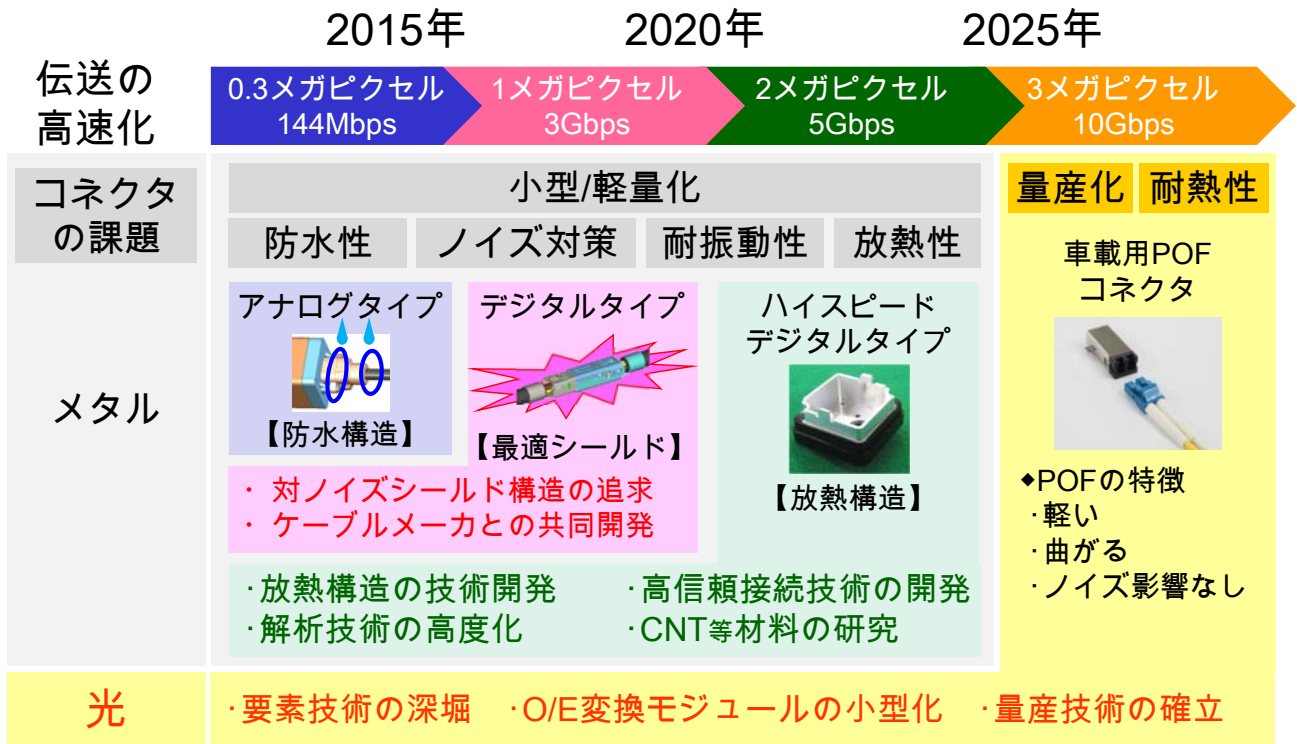 2015年
2020年
2025年
伝送の
高速化
0.3メガピクセル
144Mbps
1メガピクセル
3Gbps
2メガピクセル
5Gbps
3メガピクセル
10Gbps
コネクタ
の課題
小型/軽量化
防水性
ノイズ対策
耐振動性
放熱性
量産化
耐熱性
メタル
アナログタイプ
【防水構造】
デジタルタイプ
【最適シールド】
・ 対ノイズシールド構造の追求
・ ケーブルメーカとの共同開発
ハイスピード
デジタルタイプ
【放熱構造】
·放熱構造の技術開発
·高信頼接続技術の開発
·解析技術の高度化
·CNT等材料の研究
車載用POF
コネクタ
◆POFの特徴
·軽い
·曲がる
·ノイズ影響なし
光
·要素技術の深堀
·O/E変換モジュールの小型化
·量産技術の確立